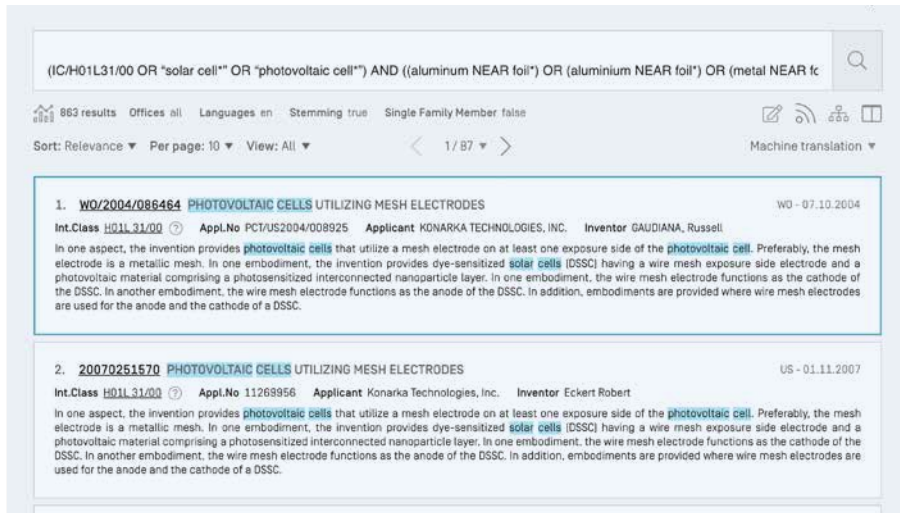 (IC/H01L31/00 OR "solar cell*" OR "photovoltaic cell*") AND ((aluminum NEAR foil*) OR (aluminium NEAR foil*) OR (metal NEAR fc
863 results Offices all Languages en Stemming true Single Family Member false
Sort: Relevance ▼ Per page: 10 ▼ View: All ▼ < 1/87 ▼ > Machine translation ▼
1. WO/2004/086464 PHOTOVOLTAIC CELLS UTILIZING MESH ELECTRODES WO - 07.10.2004
Int.Class H01L 31/00 ? Appl.No PCT/US2004/008925 Applicant KONARKA TECHNOLOGIES, INC. Inventor GAUDIANA, Russell
In one aspect, the invention provides photovoltaic cells that utilize a mesh electrode on at least one exposure side of the photovoltaic cell. Preferably, the mesh
electrode is a metallic mesh. In one embodiment, the invention provides dye-sensitized solar cells (DSSC) having a wire mesh exposure side electrode and a
photovoltaic material comprising a photosensitized interconnected nanoparticle layer. In one embodiment, the wire mesh electrode functions as the cathode of
the DSSC. In another embodiment, the wire mesh electrode functions as the anode of the DSSC. In addition, embodiments are provided where wire mesh electrodes
are used for the anode and the cathode of a DSSC.
2. 20070251570 PHOTOVOLTAIC CELLS UTILIZING MESH ELECTRODES US - 01.11.2007
Int.Class H01L 31/00 ? Appl.No 11269956 Applicant Konarka Technologies, Inc. Inventor Eckert Robert
In one aspect, the invention provides photovoltaic cells that utilize a mesh electrode on at least one exposure side of the photovoltaic cell. Preferably, the mesh
electrode is a metallic mesh. In one embodiment, the invention provides dye-sensitized solar cells (DSSC) having a wire mesh exposure side electrode and a
photovoltaic material comprising a photosensitized interconnected nanoparticle layer. In one embodiment, the wire mesh electrode functions as the cathode of the
DSSC. In another embodiment, the wire mesh electrode functions as the anode of the DSSC. In addition, embodiments are provided where wire mesh electrodes are
used for the anode and the cathode of a DSSC.